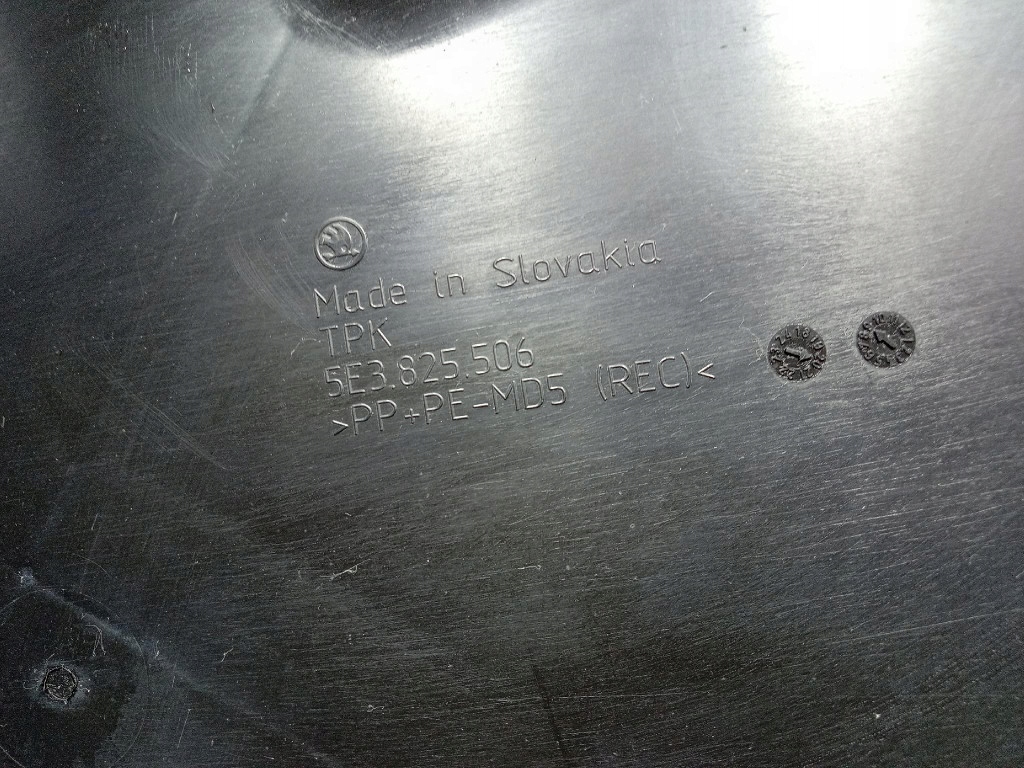 Made in Slovakia
TPK
5E3.825.506
>PP+PE-MD5 (REC)<